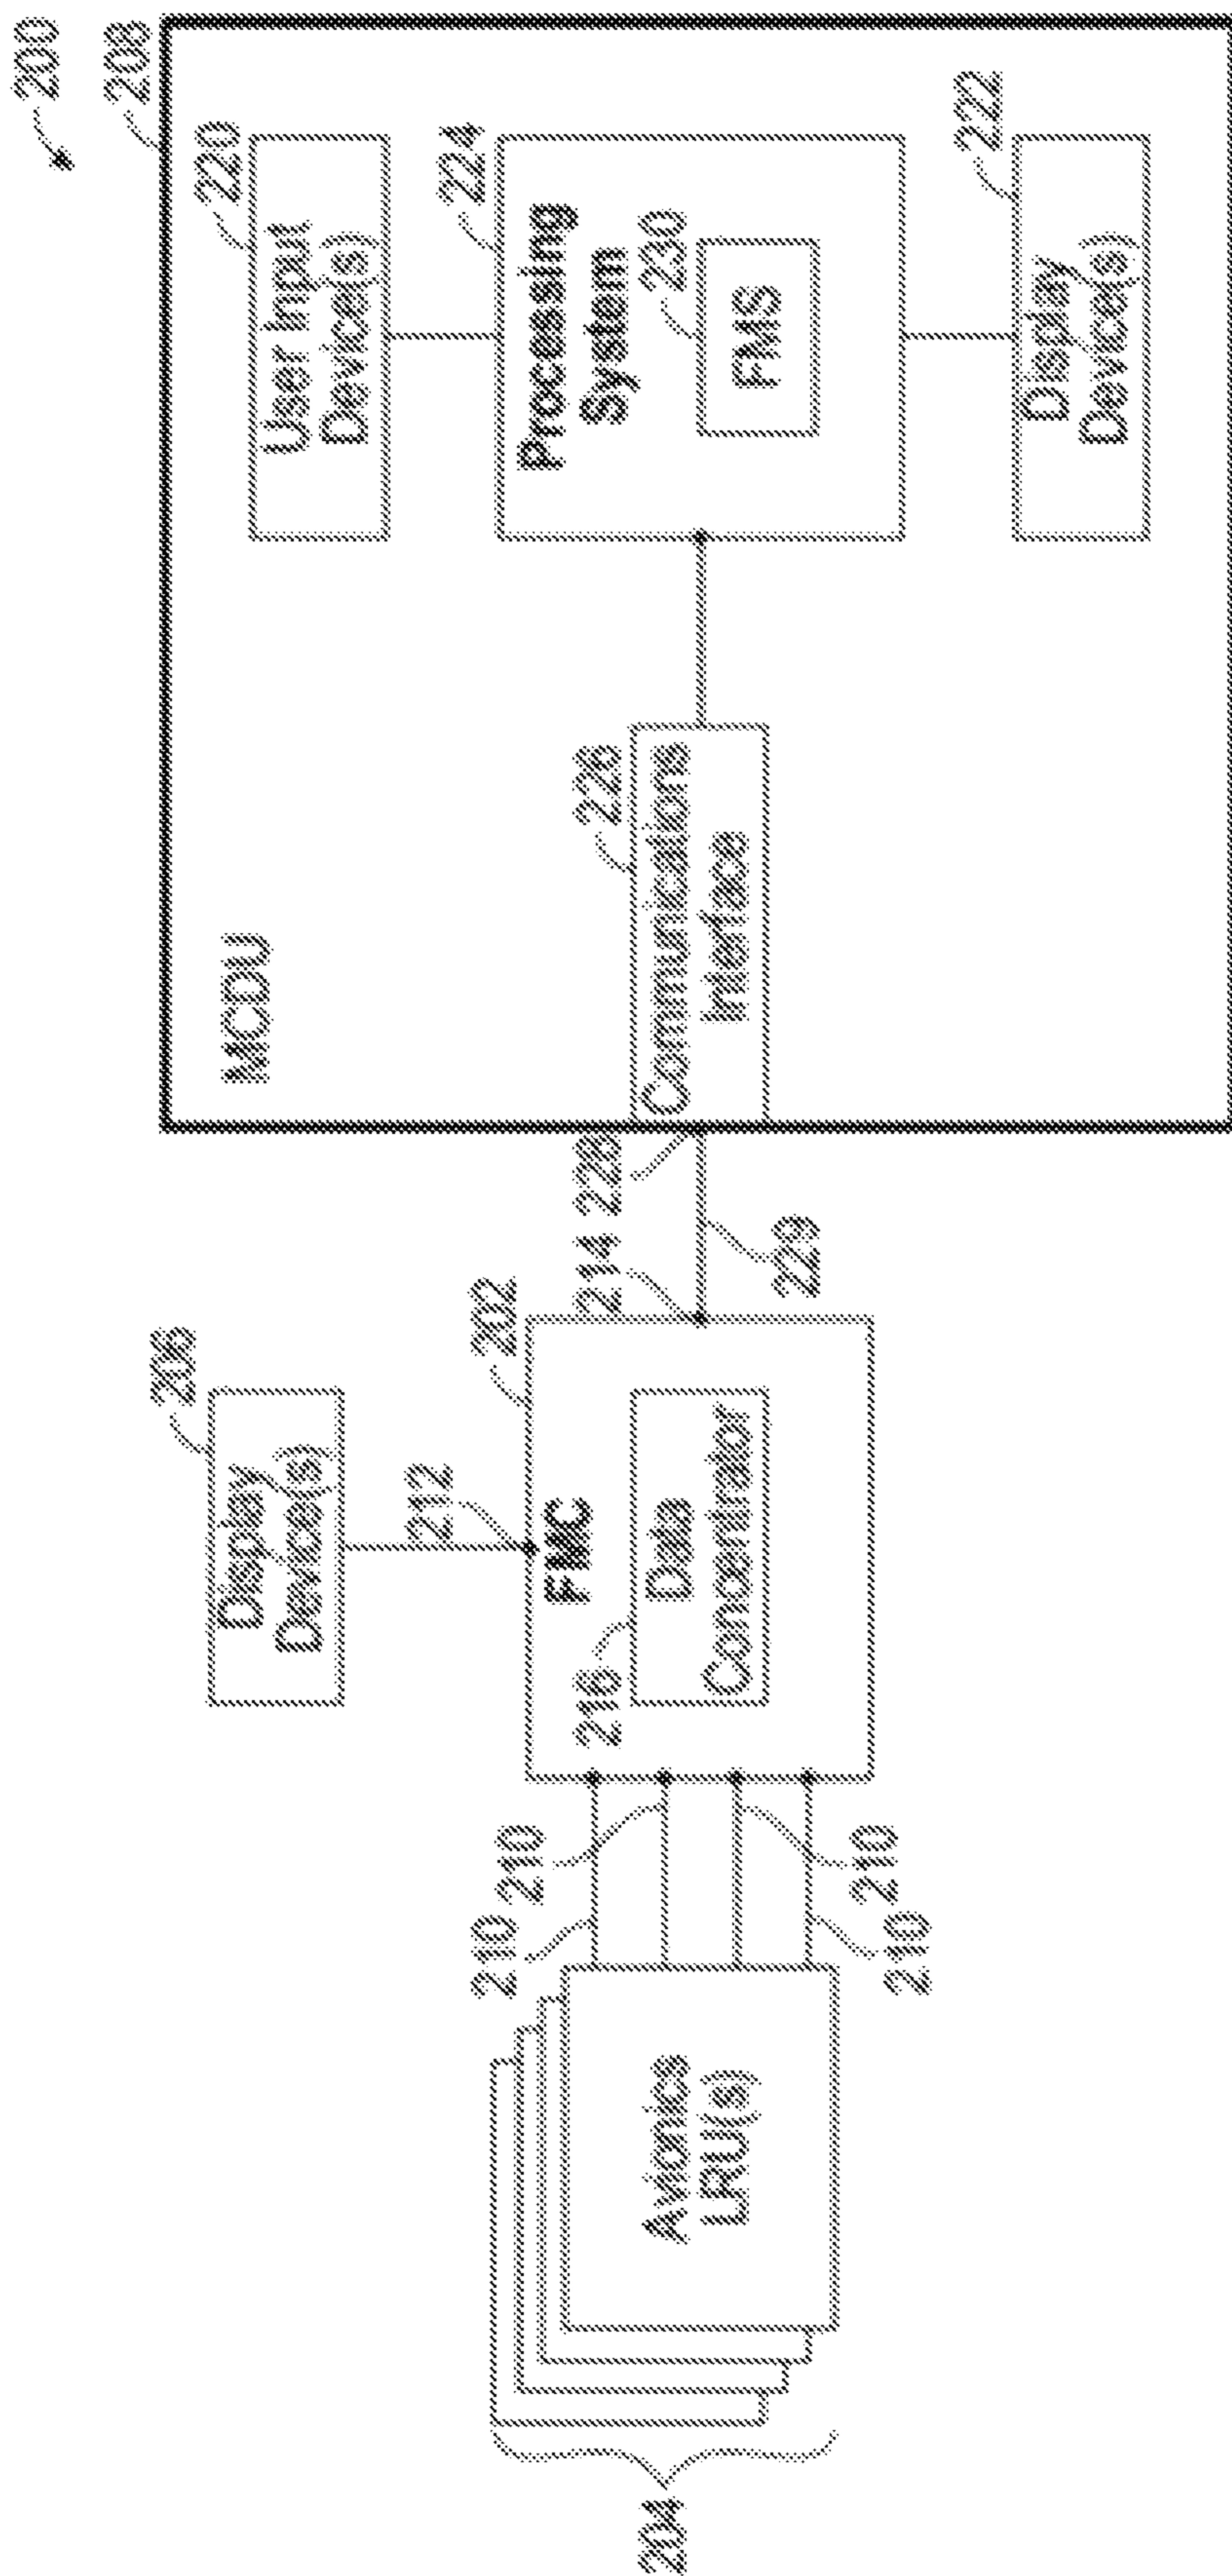 200
208
MCDU
220
User Input
Device(s)
224
Processing
System
230
FMS
222
Display
Device(s)
226
Communications
Interface
228
229
214
206
Display
Device(s)
212
202
FMC
216
Data
Concentrator
210
210
210
210
Avionics
LRU(s)
204